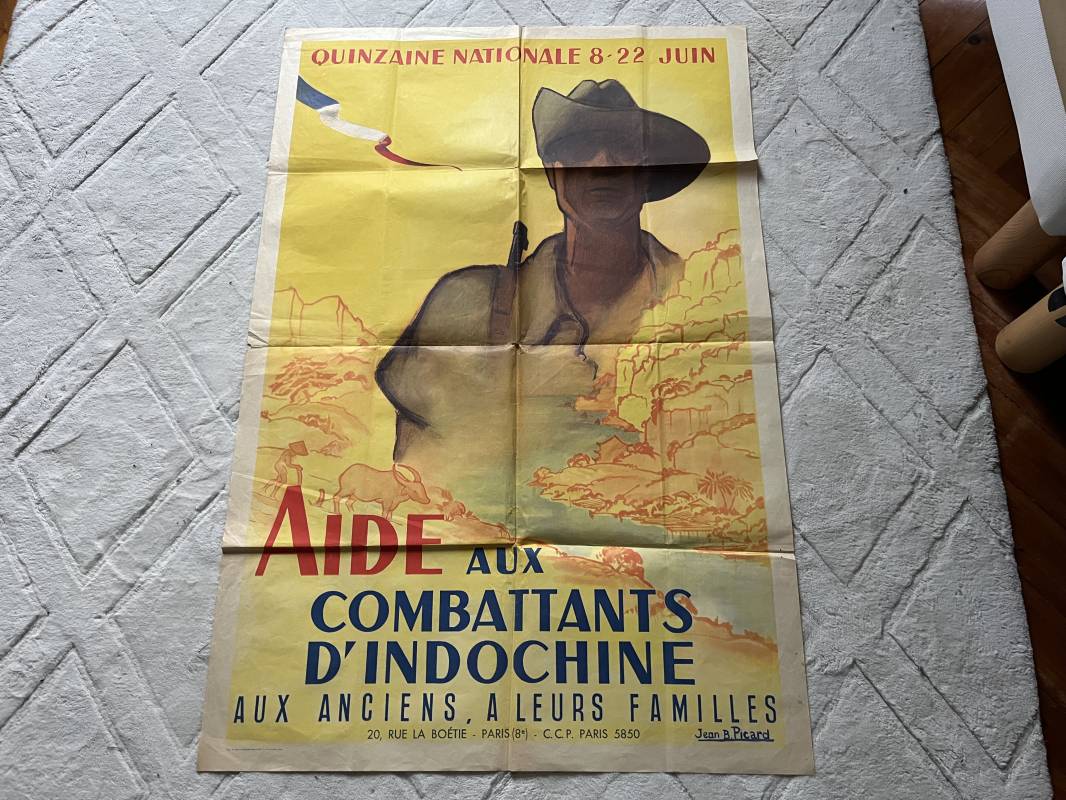 QUINZAINE NATIONALE 8-22 JUIN
AIDE AUX
COMBATTANTS
D'INDOCHINE
AUX ANCIENS, A LEURS FAMILLES
20, RUE LA BOÉTIE - PARIS (8e) - C.C.P. PARIS 5850
Jean B. Picard